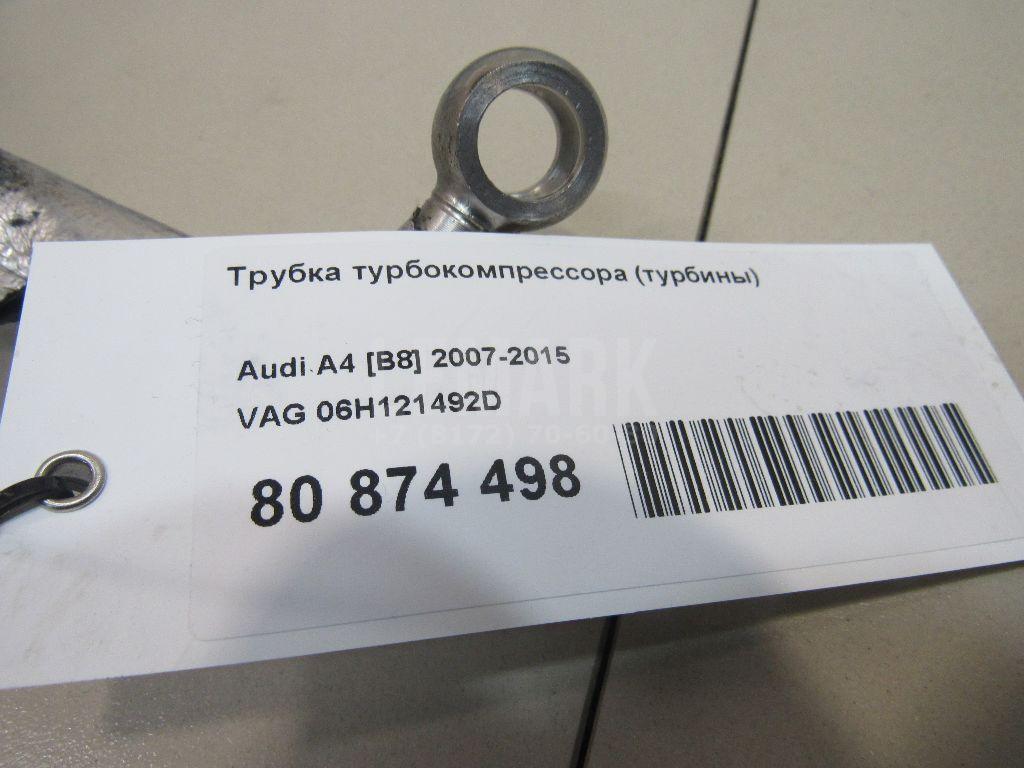 Трубка турбокомпрессора (турбины)
Audi A4 [B8] 2007-2015
VAG 06H121492D
80 874 498